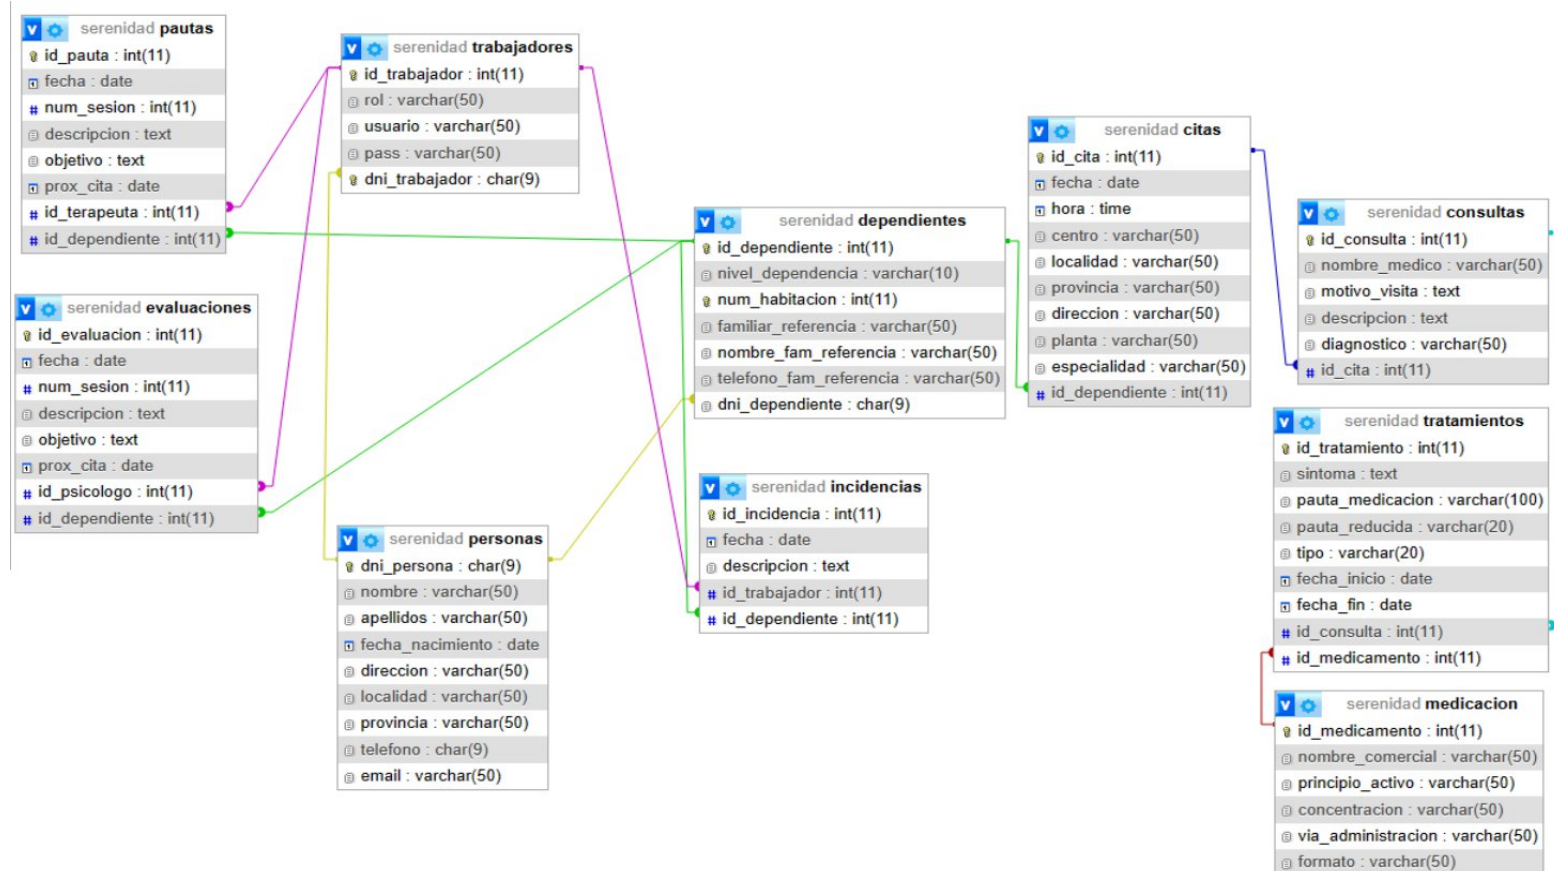 serenidad pautas
id_pauta : int(11)
fecha : date
# num_sesion : int(11)
descripcion : text
objetivo : text
prox_cita : date
# id_terapeuta : int(11)
# id_dependiente : int(11)
serenidad evaluaciones
id_evaluacion : int(11)
fecha : date
# num_sesion : int(11)
descripcion : text
objetivo : text
prox_cita : date
# id_psicologo : int(11)
# id_dependiente : int(11)
serenidad trabajadores
id_trabajador : int(11)
rol : varchar(50)
usuario : varchar(50)
pass : varchar(50)
dni_trabajador : char(9)
serenidad personas
dni_persona : char(9)
nombre : varchar(50)
apellidos : varchar(50)
fecha_nacimiento : date
direccion : varchar(50)
localidad : varchar(50)
provincia : varchar(50)
telefono : char(9)
email : varchar(50)
serenidad dependientes
id_dependiente : int(11)
nivel_dependencia : varchar(10)
num_habitacion : int(11)
familiar_referencia : varchar(50)
nombre_fam_referencia : varchar(50)
telefono_fam_referencia : varchar(50)
dni_dependiente : char(9)
serenidad incidencias
id_incidencia : int(11)
fecha : date
descripcion : text
# id_trabajador : int(11)
# id_dependiente : int(11)
serenidad citas
id_cita : int(11)
fecha : date
hora : time
centro : varchar(50)
localidad : varchar(50)
provincia : varchar(50)
direccion : varchar(50)
planta : varchar(50)
especialidad : varchar(50)
# id_dependiente : int(11)
serenidad consultas
id_consulta : int(11)
nombre_medico : varchar(50)
motivo_visita : text
descripcion : text
diagnostico : varchar(50)
# id_cita : int(11)
serenidad tratamientos
id_tratamiento : int(11)
sintoma : text
pauta_medicacion : varchar(100)
pauta_reducida : varchar(20)
tipo : varchar(20)
fecha_inicio : date
fecha_fin : date
# id_consulta : int(11)
# id_medicamento : int(11)
serenidad medicacion
id_medicamento : int(11)
nombre_comercial : varchar(50)
principio_activo : varchar(50)
concentracion : varchar(50)
via_administracion : varchar(50)
formato : varchar(50)